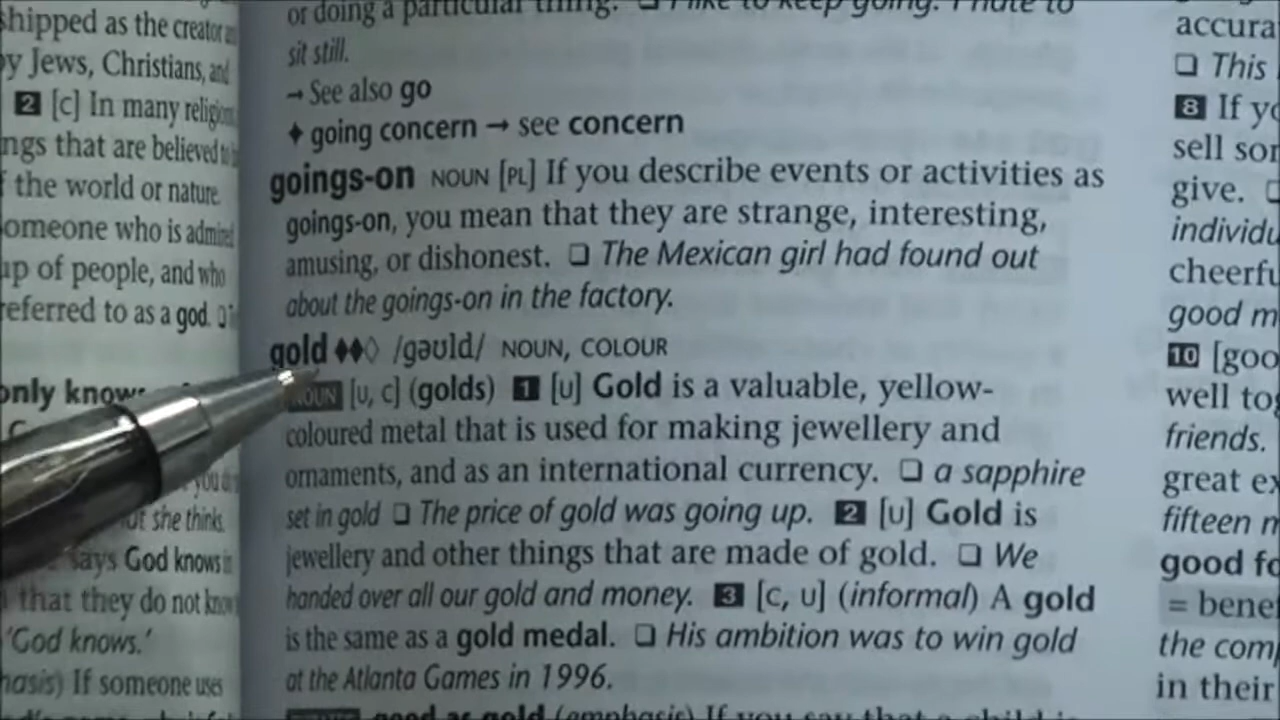 shipped as the creator
y Jews, Christians, and
2 [c] In many
ngs that are believed
the world or nature.
omeone who is
up of people, and who
referred to as a god. ❏
only knows
she thinks.
says God knows
that they do not know
'God knows.'
hasis) If someone uses
or doing a particular thing. ❏ I like to keep going. I hate to
sit still.
→ See also go
♦ going concern → see concern
goings-on NOUN [PL] If you describe events or activities as
goings-on, you mean that they are strange, interesting,
amusing, or dishonest. ❏ The Mexican girl had found out
about the goings-on in the factory.
gold ♦♦◊ /gəʊld/ NOUN, COLOUR
NOUN [U, C] (golds) 1 [U] Gold is a valuable, yellow-
coloured metal that is used for making jewellery and
ornaments, and as an international currency. ❏ a sapphire
set in gold ❏ The price of gold was going up. 2 [U] Gold is
jewellery and other things that are made of gold. ❏ We
handed over all our gold and money. 3 [C, U] (informal) A gold
is the same as a gold medal. ❏ His ambition was to win gold
at the Atlanta Games in 1996.
good as gold (emphasis) If you say that a child is
accura
❏ This
8 If yo
sell son
give. ❏
individu
cheerfu
good m
10 [goo
well tog
friends.
great ex
fifteen m
good fo
= benef
the comp
in their